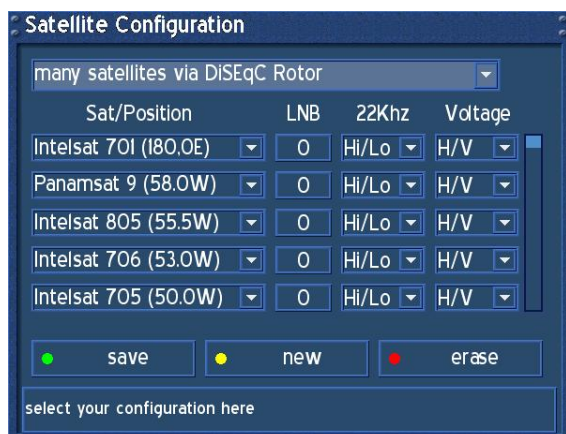 Satellite Configuration
many satellites via DiSEqC Rotor
Sat/Position LNB 22Khz Voltage
Intelsat 701 (180,0E) 0 Hi/Lo H/V
Panamsat 9 (58.0W) 0 Hi/Lo H/V
Intelsat 805 (55.5W) 0 Hi/Lo H/V
Intelsat 706 (53.0W) 0 Hi/Lo H/V
Intelsat 705 (50.0W) 0 Hi/Lo H/V
save new erase
select your configuration here